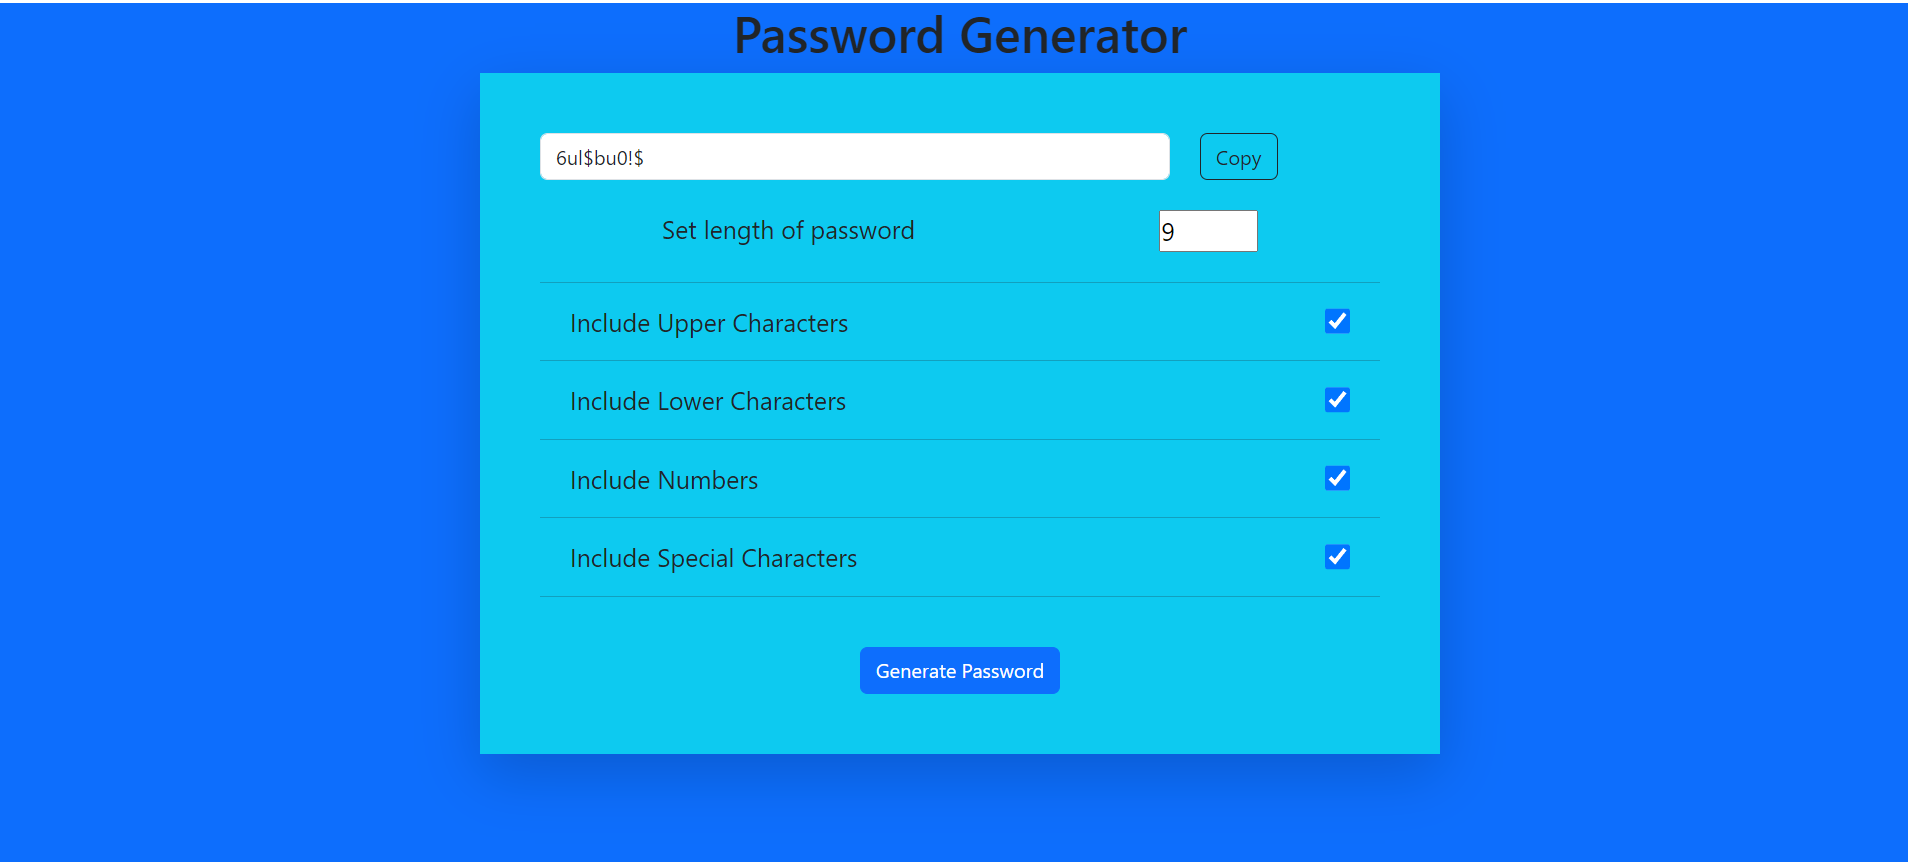 Password Generator
6ul$bu0!$ Copy
Set length of password 9
Include Upper Characters
Include Lower Characters
Include Numbers
Include Special Characters
Generate Password